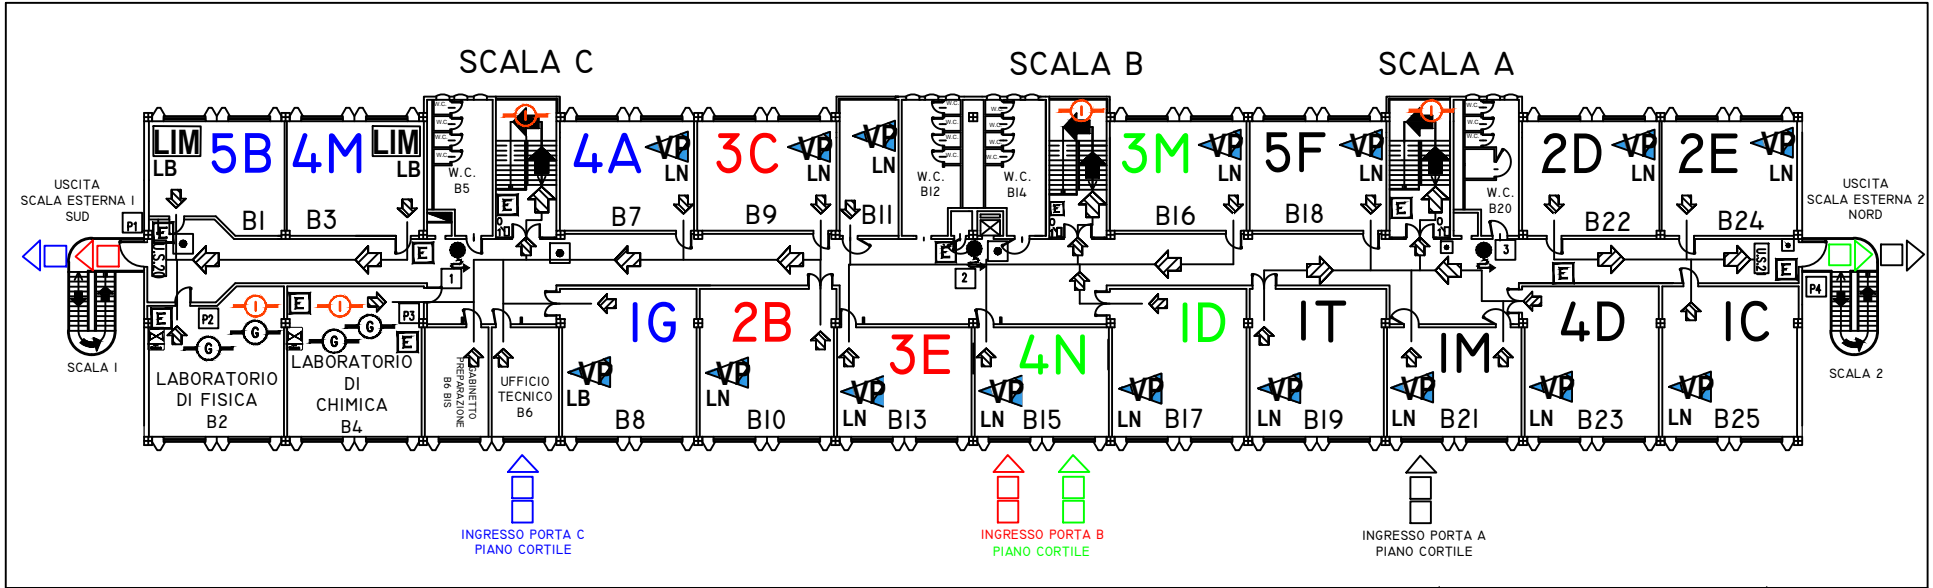 SCALA C
SCALA B
SCALA A
LIM
LB
5B
B1
4M
LIM
LB
B3
W.C.
W.C.
W.C.
W.C.
W.C.
B5
I
E
4A
VP
LN
B7
3C
VP
LN
B9
VP
LN
B11
W.C.
W.C.
W.C.
W.C.
W.C.
B12
W.C.
W.C.
W.C.
W.C.
W.C.
B14
I
E
3M
VP
LN
B16
5F
VP
LN
B18
I
E
W.C.
W.C.
W.C.
W.C.
B20
2D
VP
LN
B22
2E
VP
LN
B24
USCITA
SCALA ESTERNA 1
SUD
P1
E
U.S.20
E
1
E
2
3
E
U.S.21
E
USCITA
SCALA ESTERNA 2
NORD
P4
SCALA 1
E
P2
I
G
G
LABORATORIO
DI FISICA
B2
E
I
P3
G
G
E
LABORATORIO
DI
CHIMICA
B4
GABINETTO
PREPARAZIONE
B6 BIS
UFFICIO
TECNICO
B6
1G
VP
LB
B8
2B
VP
LN
B10
3E
VP
LN
B13
4N
VP
LN
B15
1D
VP
LN
B17
1T
VP
LN
B19
1M
VP
LN
B21
4D
VP
LN
B23
1C
VP
LN
B25
SCALA 2
INGRESSO PORTA C
PIANO CORTILE
INGRESSO PORTA B
PIANO CORTILE
INGRESSO PORTA A
PIANO CORTILE